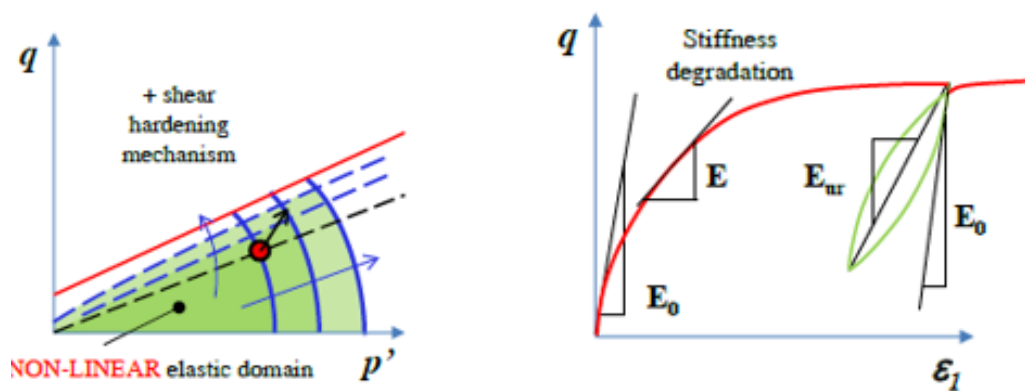 q
+ shear
hardening
mechanism
NON-LINEAR elastic domain
p’
q
Stiffness
degradation
E
E₀
Eur
E₀
ε₁